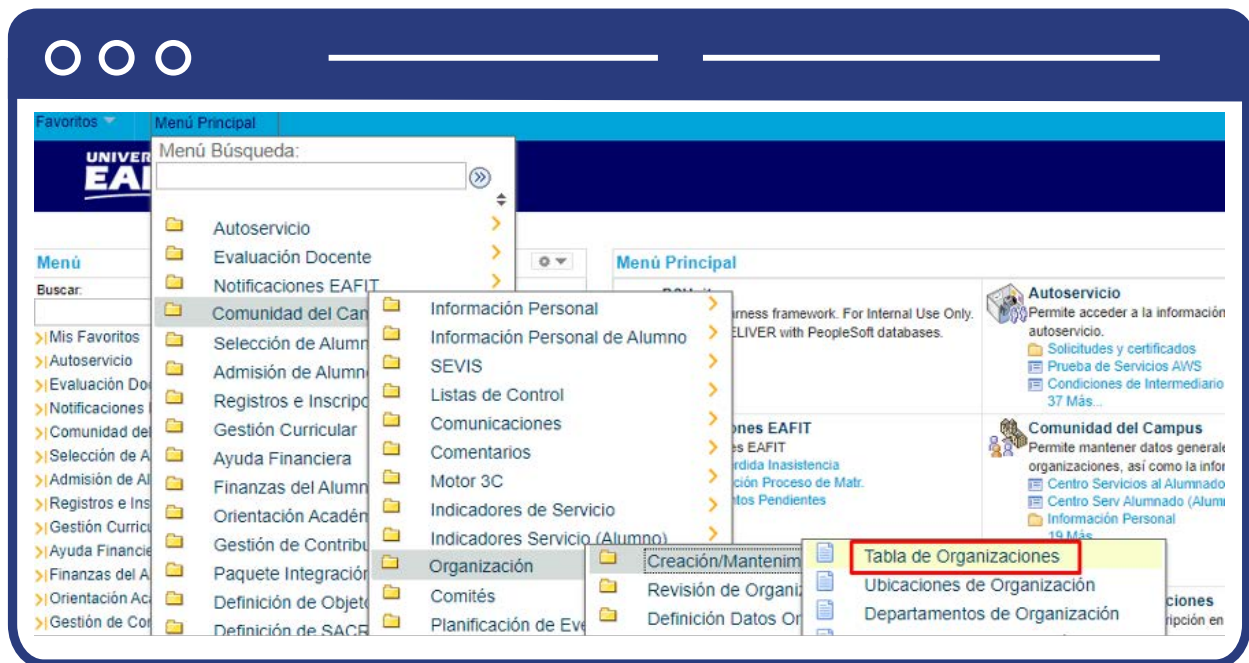 Favoritos
Menú Principal
UNIVER
EAI
Menú Búsqueda:
Autoservicio
Evaluación Docente
Notificaciones EAFIT
Comunidad del Can
Selección de Alumn
Admisión de Alumn
Registros e Inscripc
Gestión Curricular
Ayuda Financiera
Finanzas del Alumn
Orientación Académ
Gestión de Contribu
Paquete Integración
Definición de Objet
Definición de SACR
Menú
Buscar:
Mis Favoritos
Autoservicio
Evaluación Do
Notificaciones
Comunidad del
Selección de A
Admisión de Al
Registros e Ins
Gestión Curricu
Ayuda Financie
Finanzas del A
Orientación Aca
Gestión de Con
Información Personal
Información Personal de Alumno
SEVIS
Listas de Control
Comunicaciones
Comentarios
Motor 3C
Indicadores de Servicio
Indicadores Servicio (Alumno)
Organización
Comités
Planificación de Eve
Creación/Mantenim
Revisión de Organiz
Definición Datos Or
Tabla de Organizaciones
Ubicaciones de Organización
Departamentos de Organización
Menú Principal
rness framework. For Internal Use Only.
ELIVER with PeopleSoft databases.
ones EAFIT
es EAFIT
rdida Inasistencia
ción Proceso de Matr.
ntos Pendientes
Autoservicio
Permite acceder a la información
autoservicio.
Solicitudes y certificados
Prueba de Servicios AWS
Condiciones de Intermediario
37 Más...
Comunidad del Campus
Permite mantener datos generale
organizaciones, así como la infor
Centro Servicios al Alumnado
Centro Serv Alumnado (Alum
Información Personal
19 Más
ciones
ripción en